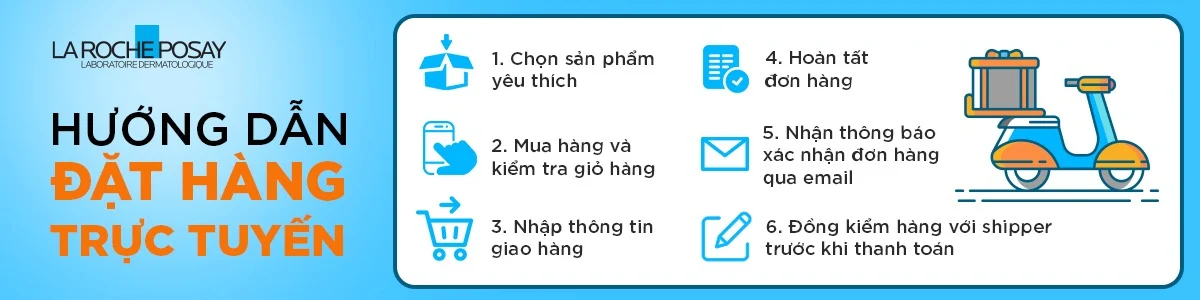 LA ROCHE POSAY
LABORATOIRE DERMATOLOGIQUE
HƯỚNG DẪN
ĐẶT HÀNG
TRỰC TUYẾN
1. Chọn sản phẩm
yêu thích
2. Mua hàng và
kiểm tra giỏ hàng
3. Nhập thông tin
giao hàng
4. Hoàn tất
đơn hàng
5. Nhận thông báo
xác nhận đơn hàng
qua email
6. Đồng kiểm hàng với shipper
trước khi thanh toán